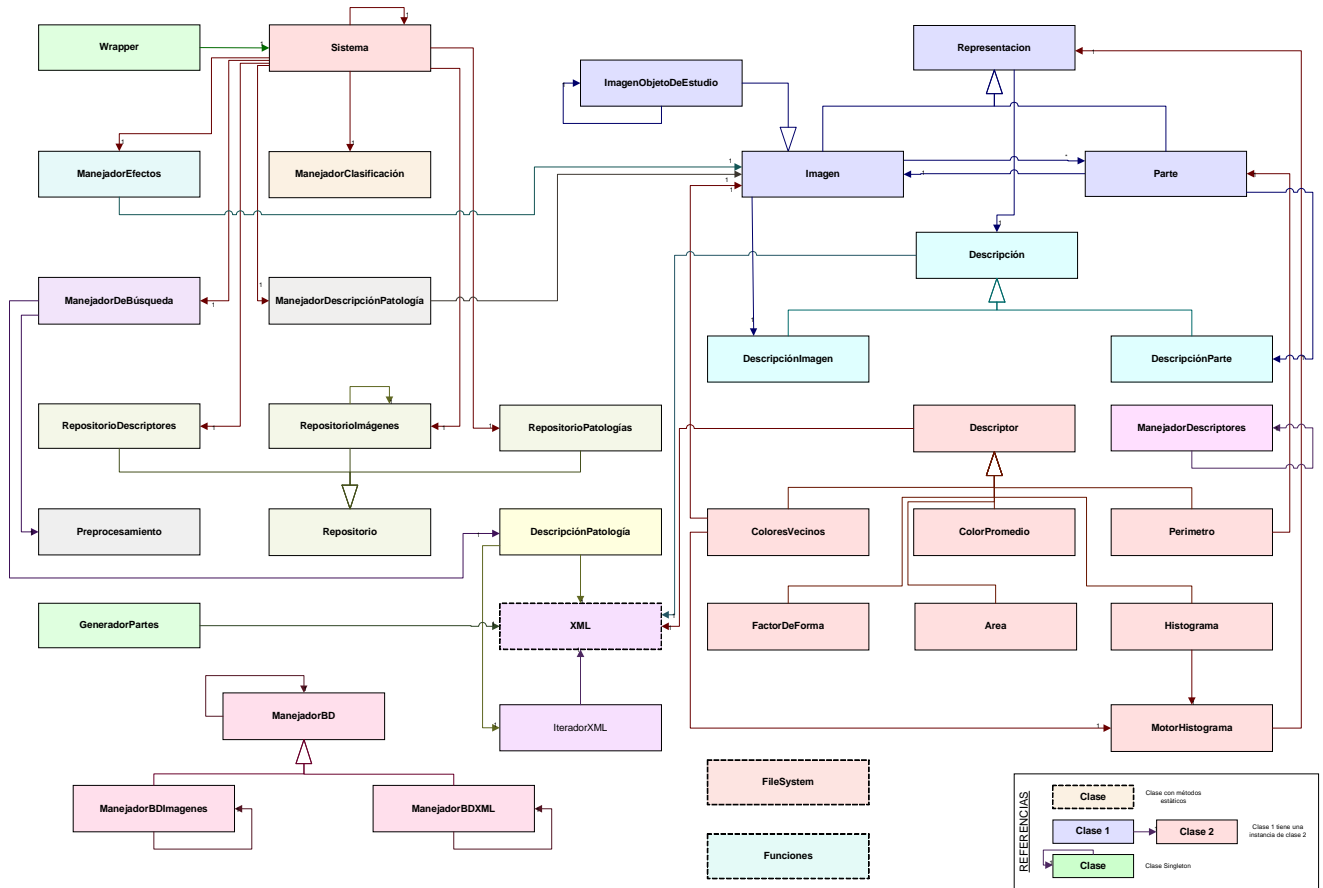 Wrapper
Sistema
Representacion
ImagenObjetoDeEstudio
ManejadorEfectos
ManejadorClasificación
Imagen
Parte
Descripción
ManejadorDeBúsqueda
ManejadorDescripciónPatología
DescripciónImagen
DescripciónParte
RepositorioDescriptores
RepositorioImágenes
RepositorioPatologías
Descriptor
ManejadorDescriptores
Preprocesamiento
Repositorio
DescripciónPatología
ColoresVecinos
ColorPromedio
Perimetro
GeneradorPartes
XML
FactorDeForma
Area
Histograma
ManejadorBD
IteradorXML
MotorHistograma
ManejadorBDImagenes
ManejadorBDXML
FileSystem
Funciones
REFERENCIAS
Clase
Clase con métodos
estáticos
Clase 1
Clase 2
Clase 1 tiene una
instancia de clase 2
Clase
Clase Singleton